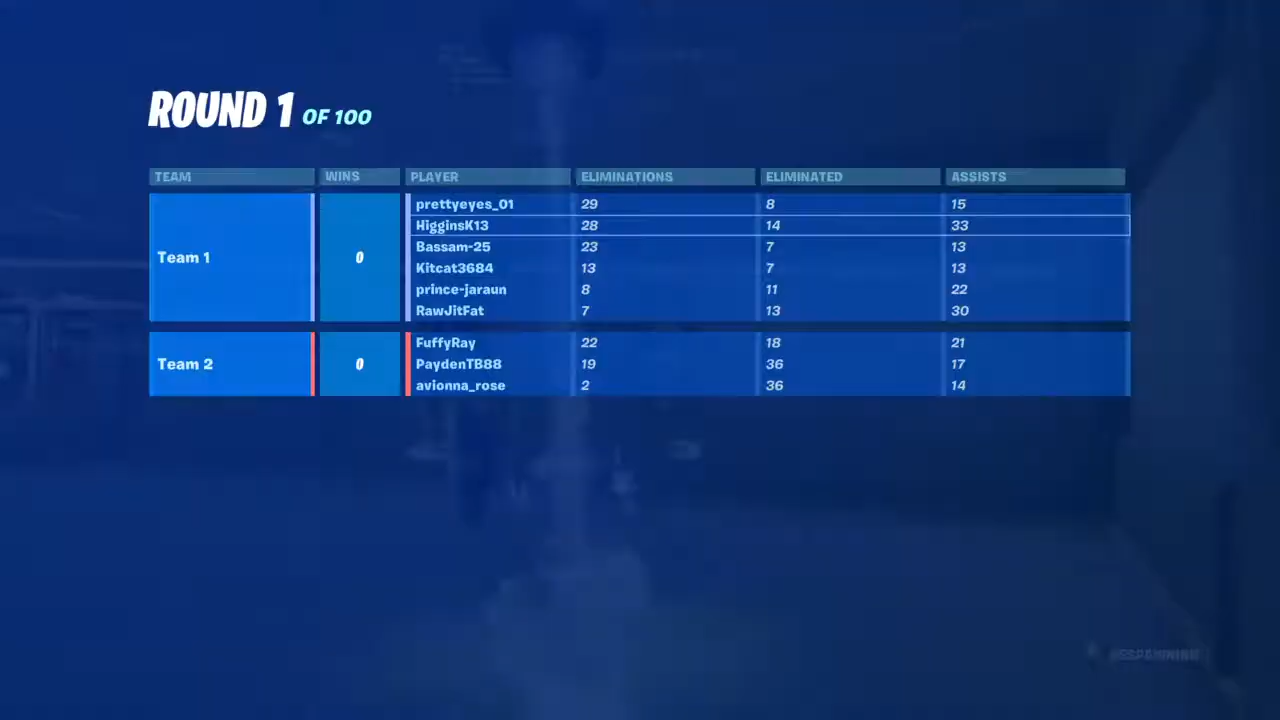 ROUND 1 OF 100
TEAM WINS PLAYER ELIMINATIONS ELIMINATED ASSISTS
prettyeyes_01 29 8 15
HigginsK13 28 14 33
Bassam-25 23 7 13
Team 1 0
Kitcat3684 13 7 13
prince-jaraun 8 11 22
RawJitFat 7 13 30
FuffyRay 22 18 21
Team 2 0 PaydenTB88 19 36 17
avionna_rose 2 36 14